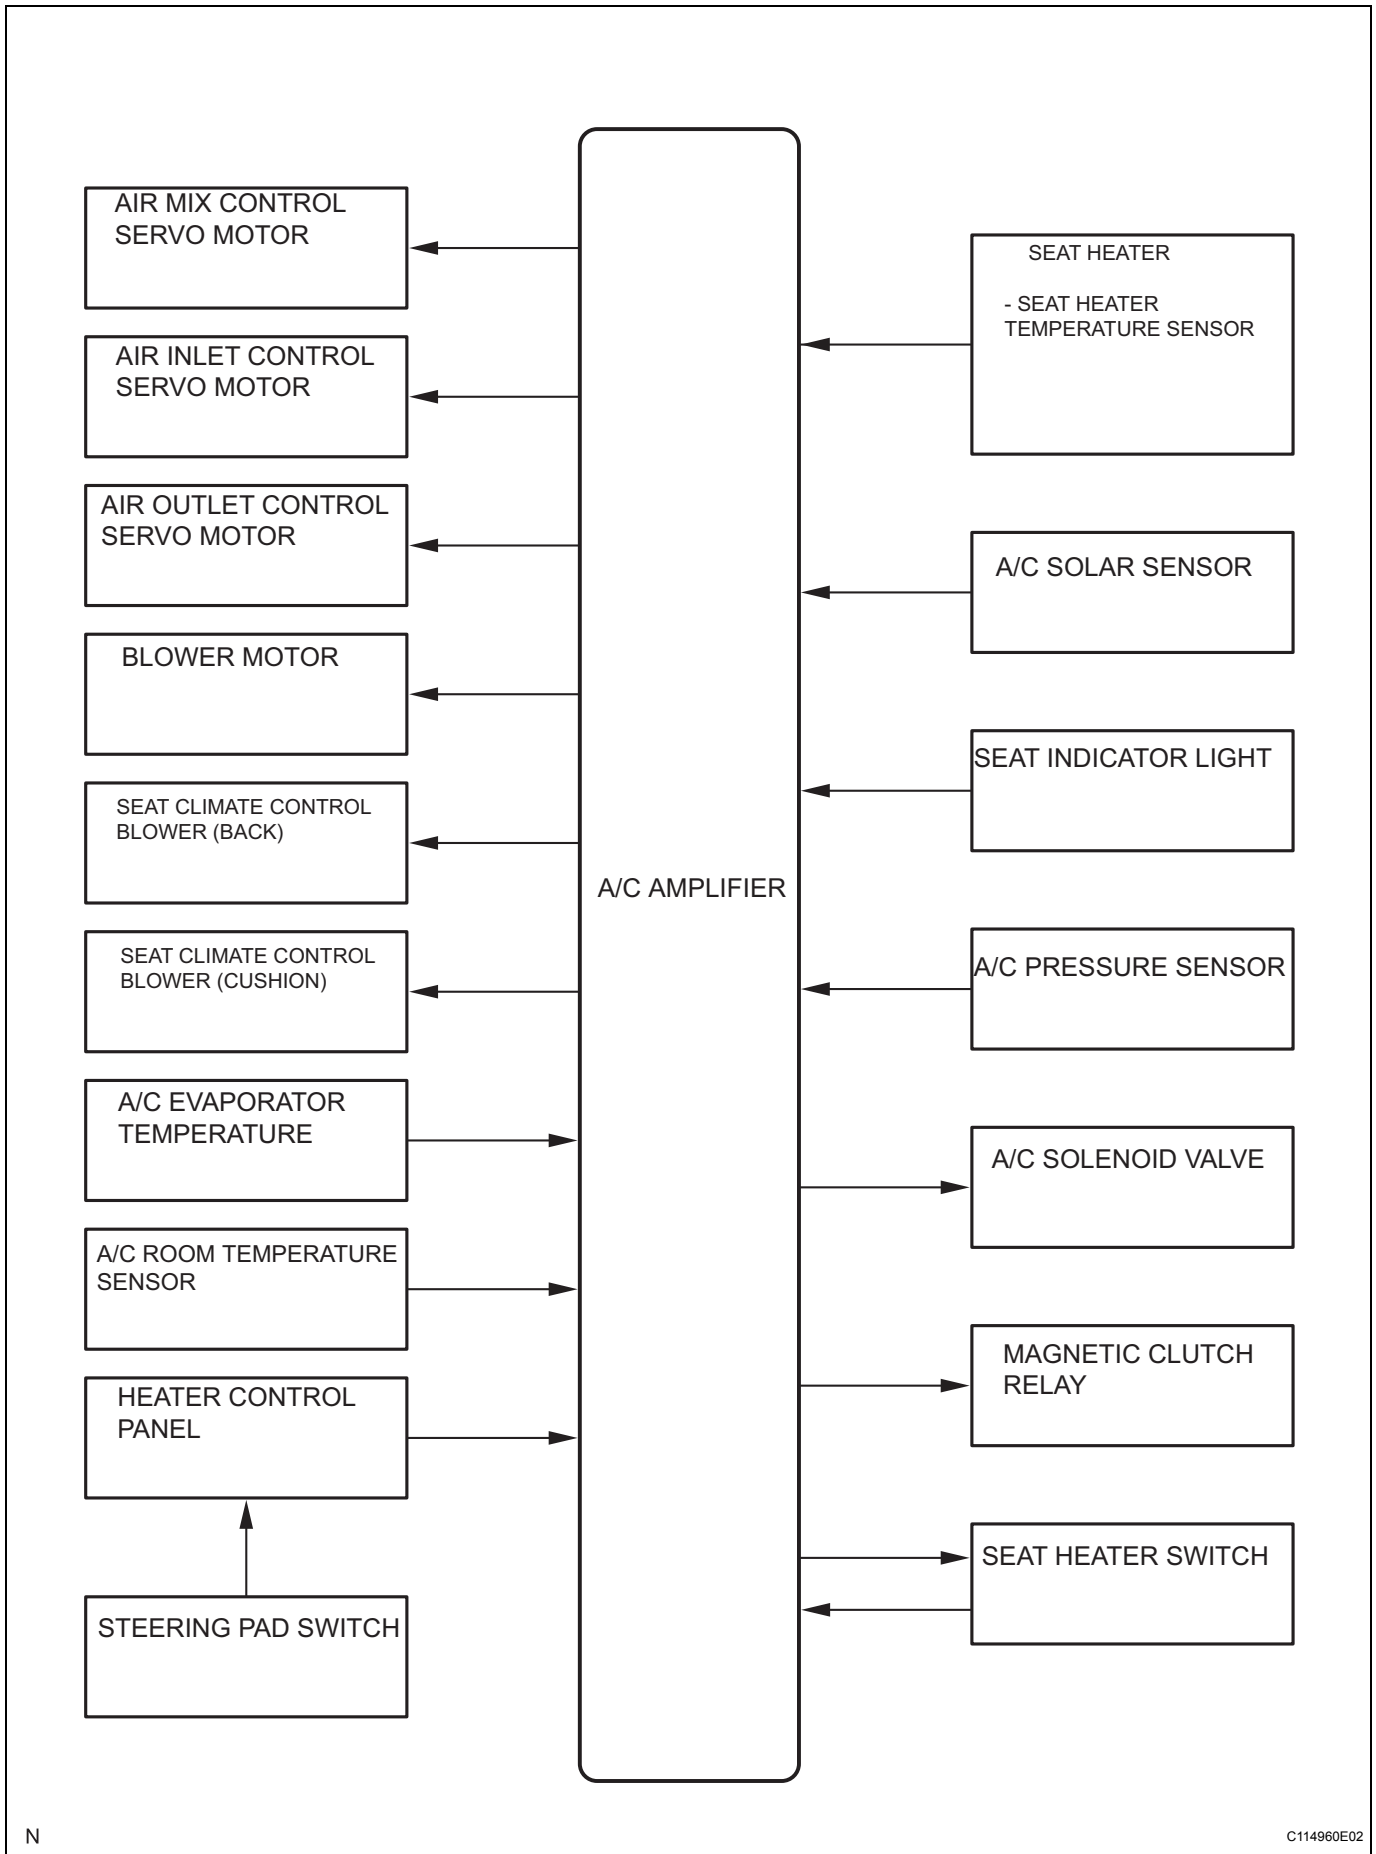 AIR MIX CONTROL
SERVO MOTOR
AIR INLET CONTROL
SERVO MOTOR
AIR OUTLET CONTROL
SERVO MOTOR
BLOWER MOTOR
SEAT CLIMATE CONTROL
BLOWER (BACK)
SEAT CLIMATE CONTROL
BLOWER (CUSHION)
A/C EVAPORATOR
TEMPERATURE
A/C ROOM TEMPERATURE
SENSOR
HEATER CONTROL
PANEL
STEERING PAD SWITCH
A/C AMPLIFIER
SEAT HEATER
- SEAT HEATER
TEMPERATURE SENSOR
A/C SOLAR SENSOR
SEAT INDICATOR LIGHT
A/C PRESSURE SENSOR
A/C SOLENOID VALVE
MAGNETIC CLUTCH
RELAY
SEAT HEATER SWITCH
N
C114960E02